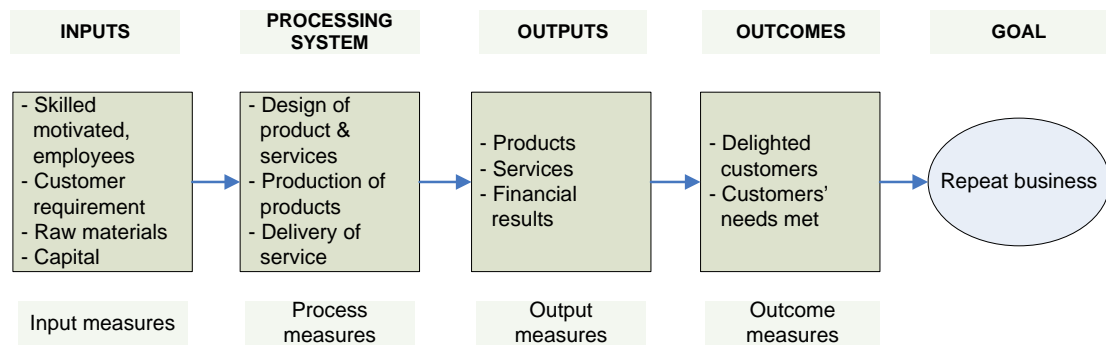 INPUTS
PROCESSING
SYSTEM
OUTPUTS
OUTCOMES
GOAL
- Skilled
motivated,
employees
- Customer
requirement
- Raw materials
- Capital
- Design of
product &
services
- Production of
products
- Delivery of
service
- Products
- Services
- Financial
results
- Delighted
customers
- Customers’
needs met
Repeat business
Input measures
Process
measures
Output
measures
Outcome
measures